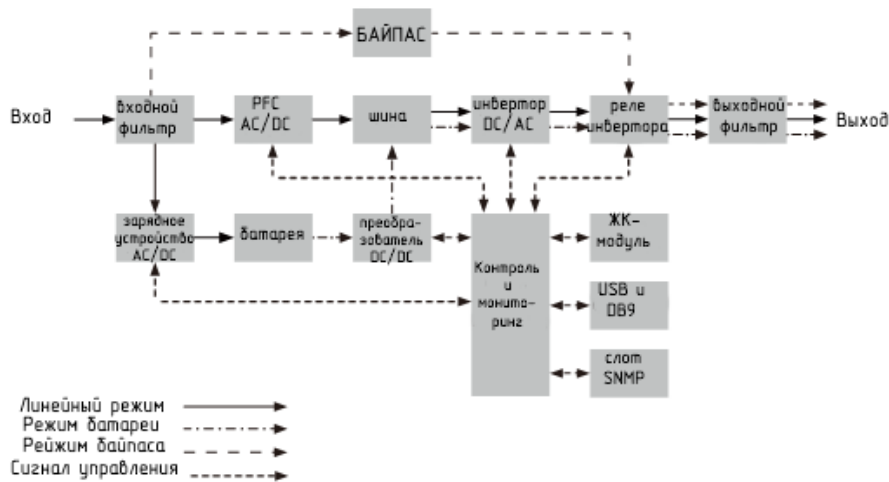 БАЙПАС
Вход
входной
фильтр
PFC
AC/DC
шина
инвертор
DC/AC
реле
инвертора
выходной
фильтр
Выход
зарядное
устройство
AC/DC
батарея
преобра-
зователь
DC/DC
Контроль
и
монито-
ринг
ЖК-
модуль
USB и
DB9
слот
SNMP
Линейный режим
Режим батареи
Рейжим байпаса
Сигнал управления